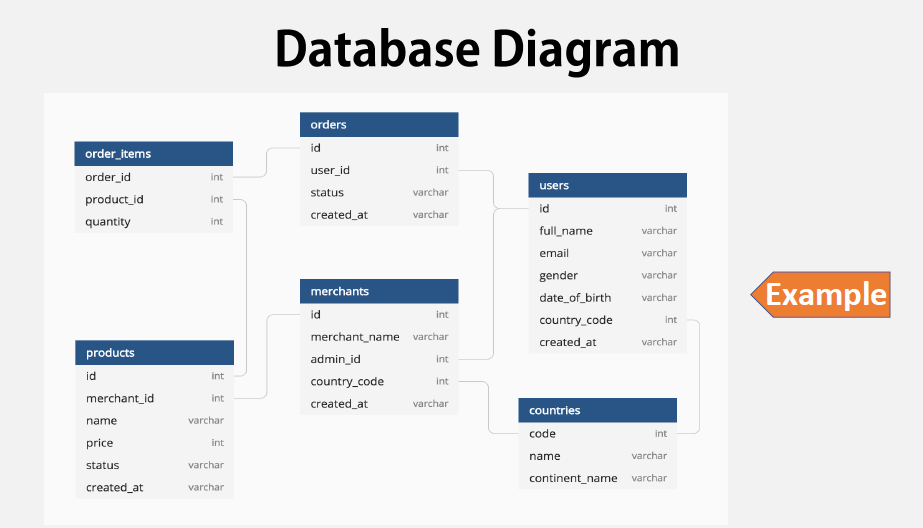 Database Diagram
order_items
order_id int
product_id int
quantity int
orders
id int
user_id int
status varchar
created_at varchar
users
id int
full_name varchar
email varchar
gender varchar
date_of_birth varchar
country_code int
created_at varchar
Example
merchants
id int
merchant_name varchar
admin_id int
country_code int
created_at varchar
products
id int
merchant_id int
name varchar
price int
status varchar
created_at varchar
countries
code int
name varchar
continent_name varchar